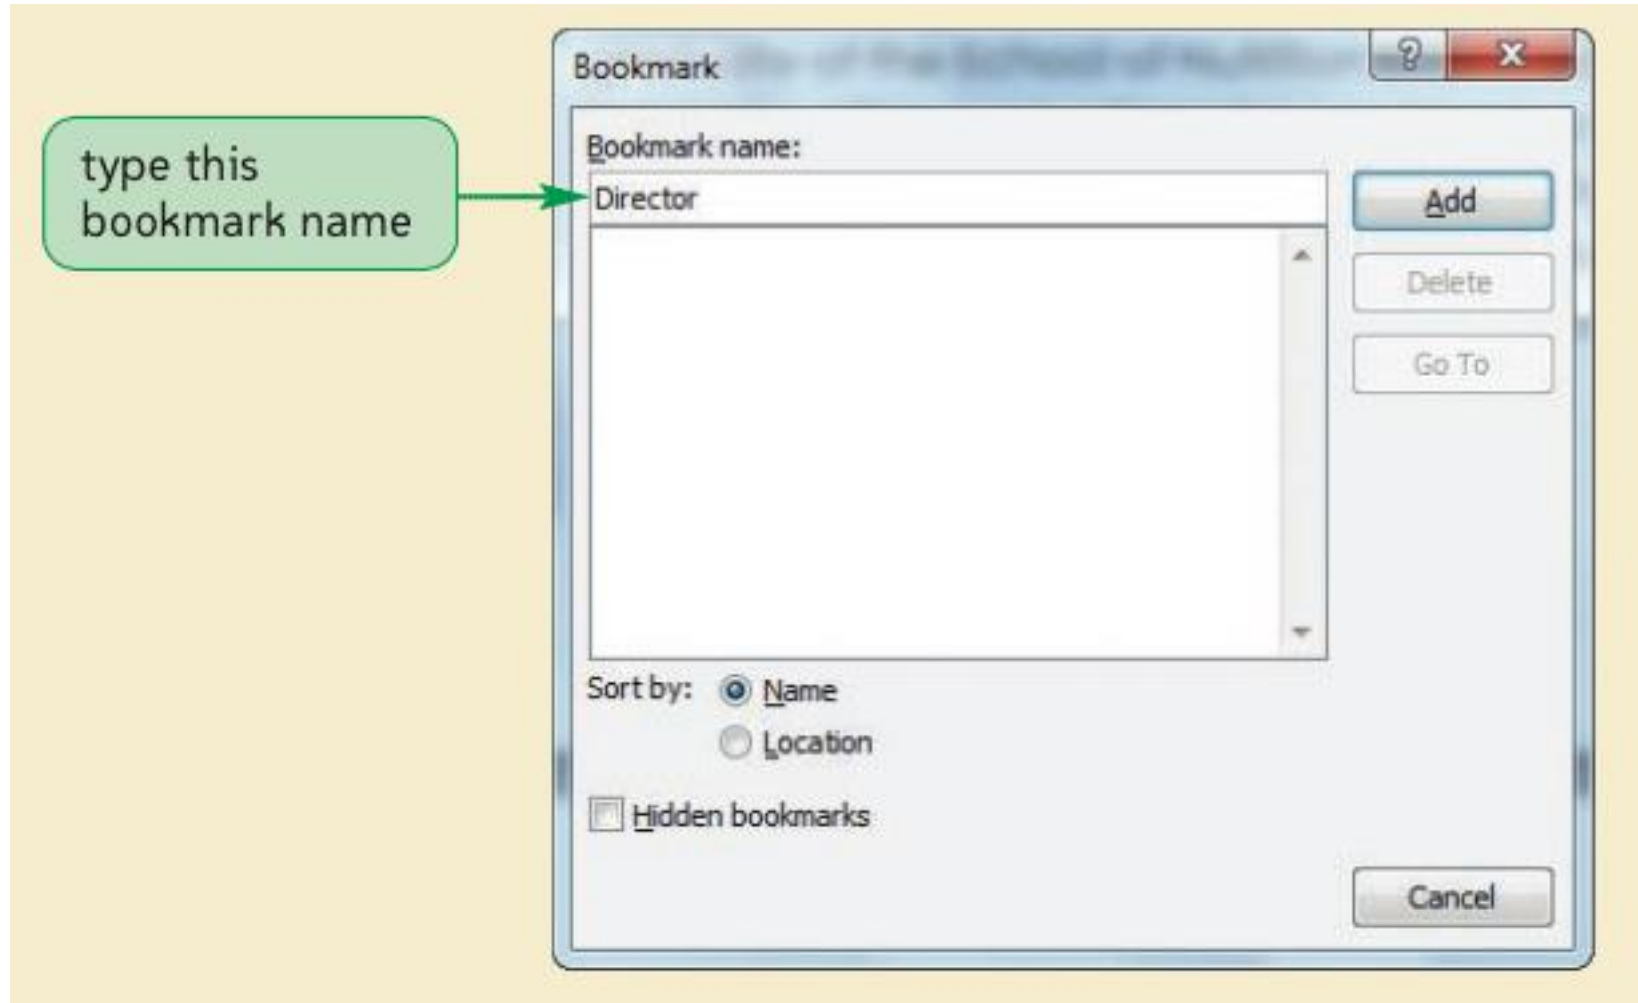 Bookmark
type this
bookmark name
Bookmark name:
Director
Add
Delete
Go To
Sort by:
Name
Location
Hidden bookmarks
Cancel